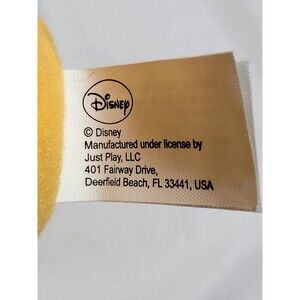 Disney
© Disney
Manufactured under license by
Just Play, LLC
401 Fairway Drive,
Deerfield Beach, FL 33441, USA